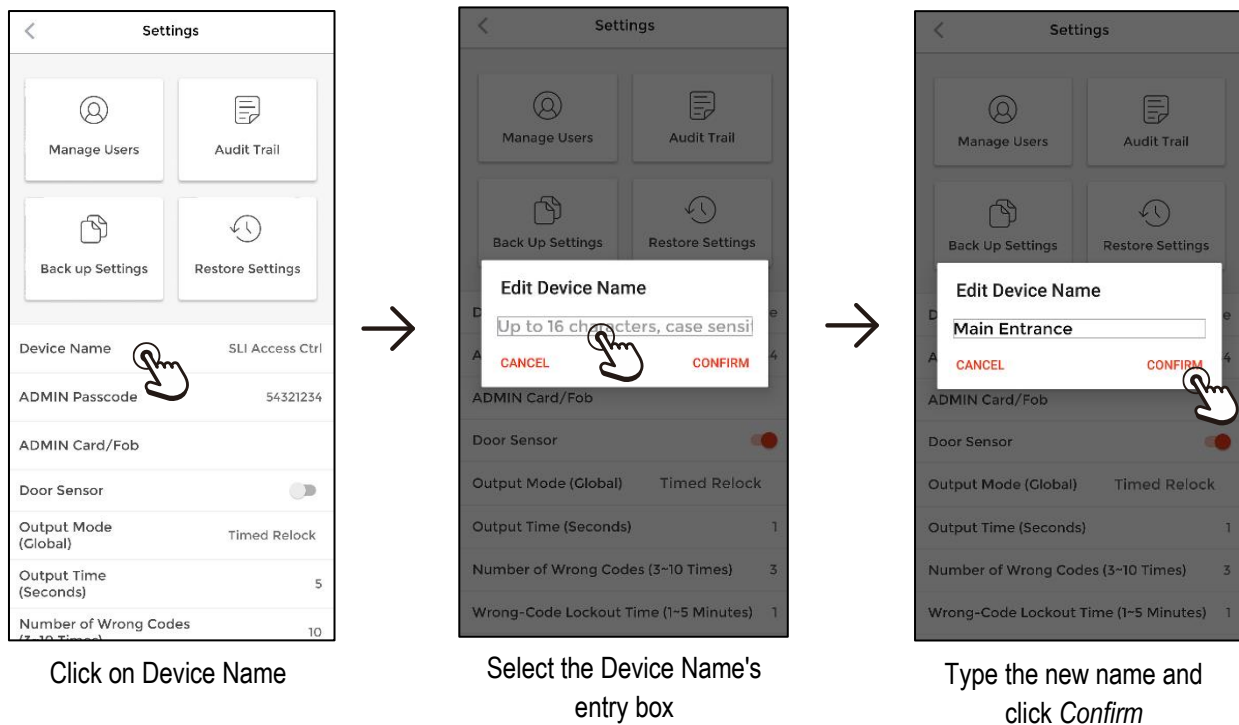 Settings
Manage Users
Audit Trail
Back up Settings
Restore Settings
Device Name SLI Access Ctrl
ADMIN Passcode 54321234
ADMIN Card/Fob
Door Sensor
Output Mode
(Global) Timed Relock
Output Time
(Seconds) 5
Number of Wrong Codes
(3~10 Times) 10
Click on Device Name
Settings
Manage Users
Audit Trail
Back Up Settings
Restore Settings
Edit Device Name
Up to 16 characters, case sensi
CANCEL CONFIRM
D e
A 4
ADMIN Card/Fob
Door Sensor
Output Mode (Global) Timed Relock
Output Time (Seconds) 1
Number of Wrong Codes (3~10 Times) 3
Wrong-Code Lockout Time (1~5 Minutes) 1
Select the Device Name's
entry box
Settings
Manage Users
Audit Trail
Back Up Settings
Restore Settings
Edit Device Name
Main Entrance
CANCEL CONFIRM
D e
A 4
ADMIN Card/Fob
Door Sensor
Output Mode (Global) Timed Relock
Output Time (Seconds) 1
Number of Wrong Codes (3~10 Times) 3
Wrong-Code Lockout Time (1~5 Minutes) 1
Type the new name and
click Confirm